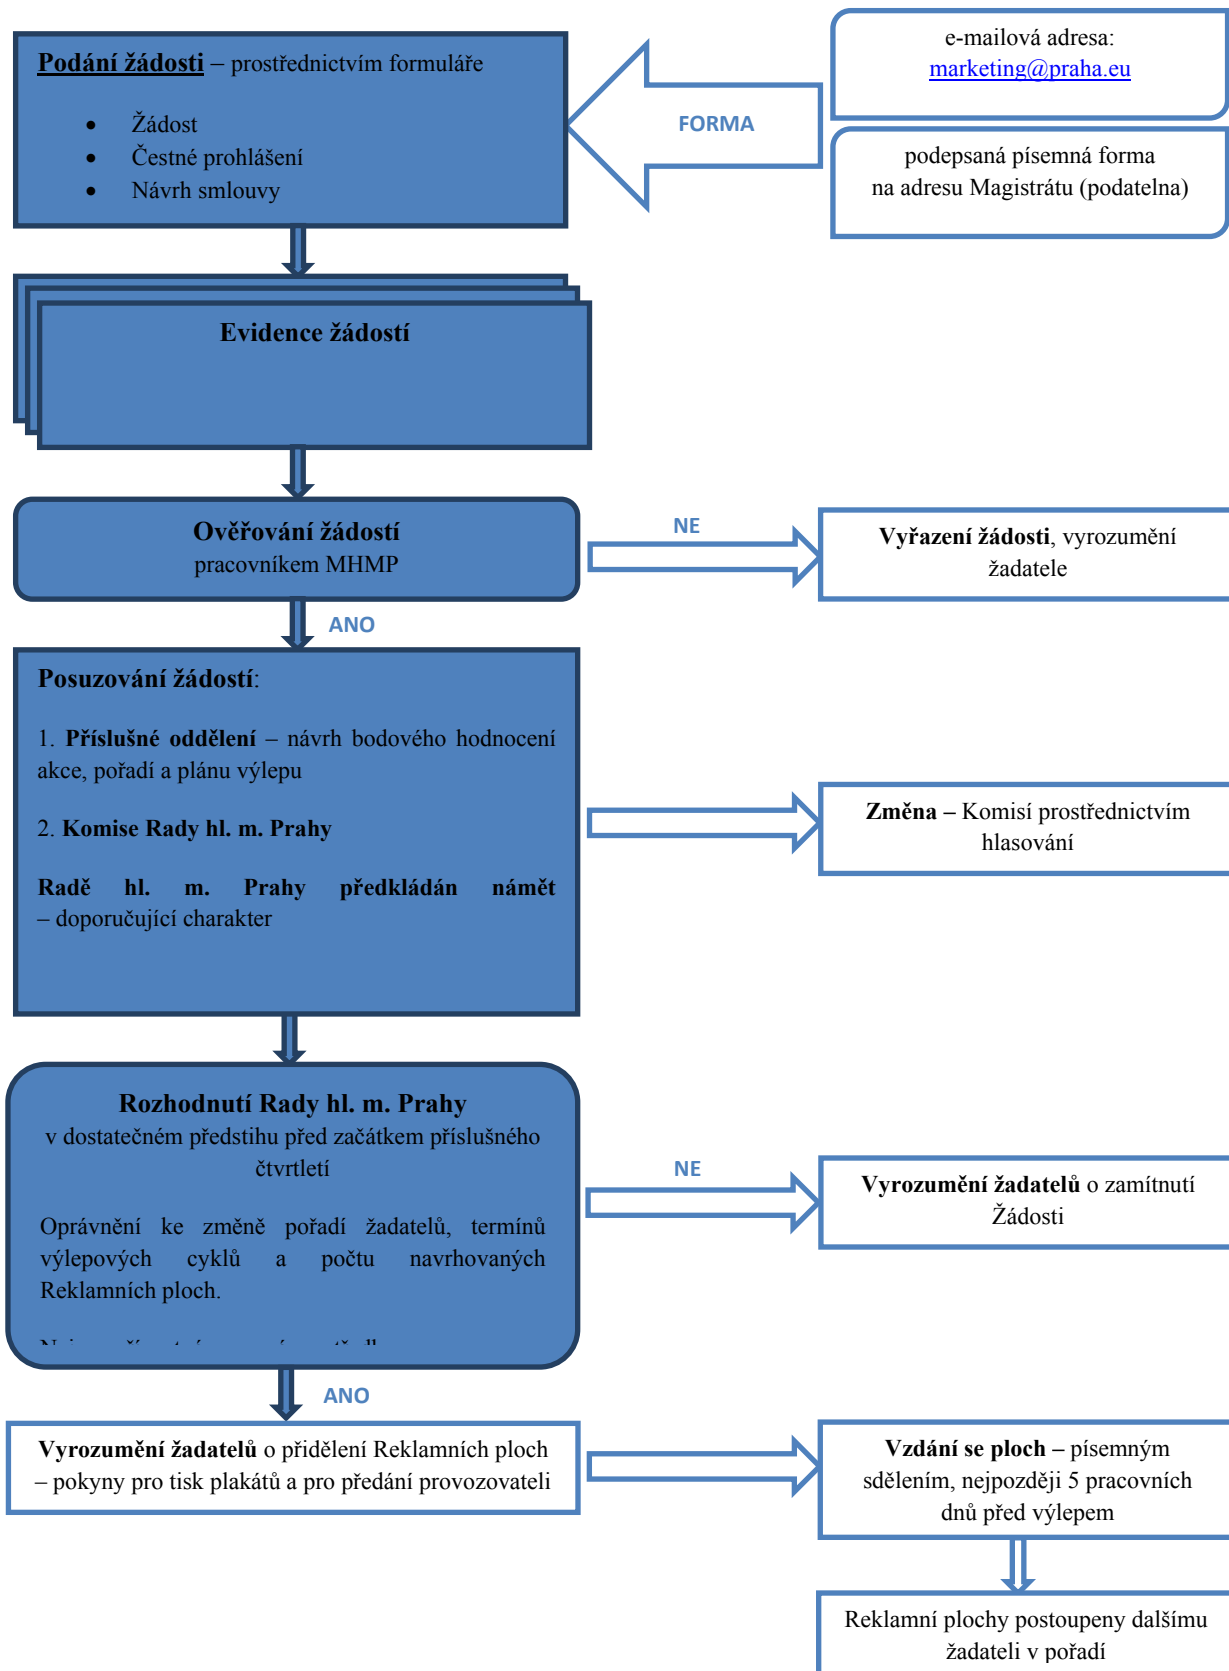 Podání žádosti – prostřednictvím formuláře
• Žádost
• Čestné prohlášení
• Návrh smlouvy
FORMA
e-mailová adresa:
marketing@praha.eu
podepsaná písemná forma
na adresu Magistrátu (podatelna)
Evidence žádostí
Ověřování žádostí
pracovníkem MHMP
NE
Vyřazení žádosti, vyrozumění
žadatele
ANO
Posuzování žádostí:
1. Příslušné oddělení – návrh bodového hodnocení
akce, pořadí a plánu výlepu
2. Komise Rady hl. m. Prahy
Radě hl. m. Prahy předkládán námět
– doporučující charakter
Změna – Komisí prostřednictvím
hlasování
Rozhodnutí Rady hl. m. Prahy
v dostatečném předstihu před začátkem příslušného
čtvrtletí
Oprávnění ke změně pořadí žadatelů, termínů
výlepových cyklů a počtu navrhovaných
Reklamních ploch.
NE
Vyrozumění žadatelů o zamítnutí
Žádosti
ANO
Vyrozumění žadatelů o přidělení Reklamních ploch
– pokyny pro tisk plakátů a pro předání provozovateli
Vzdání se ploch – písemným
sdělením, nejpozději 5 pracovních
dnů před výlepem
Reklamní plochy postoupeny dalšímu
žadateli v pořadí